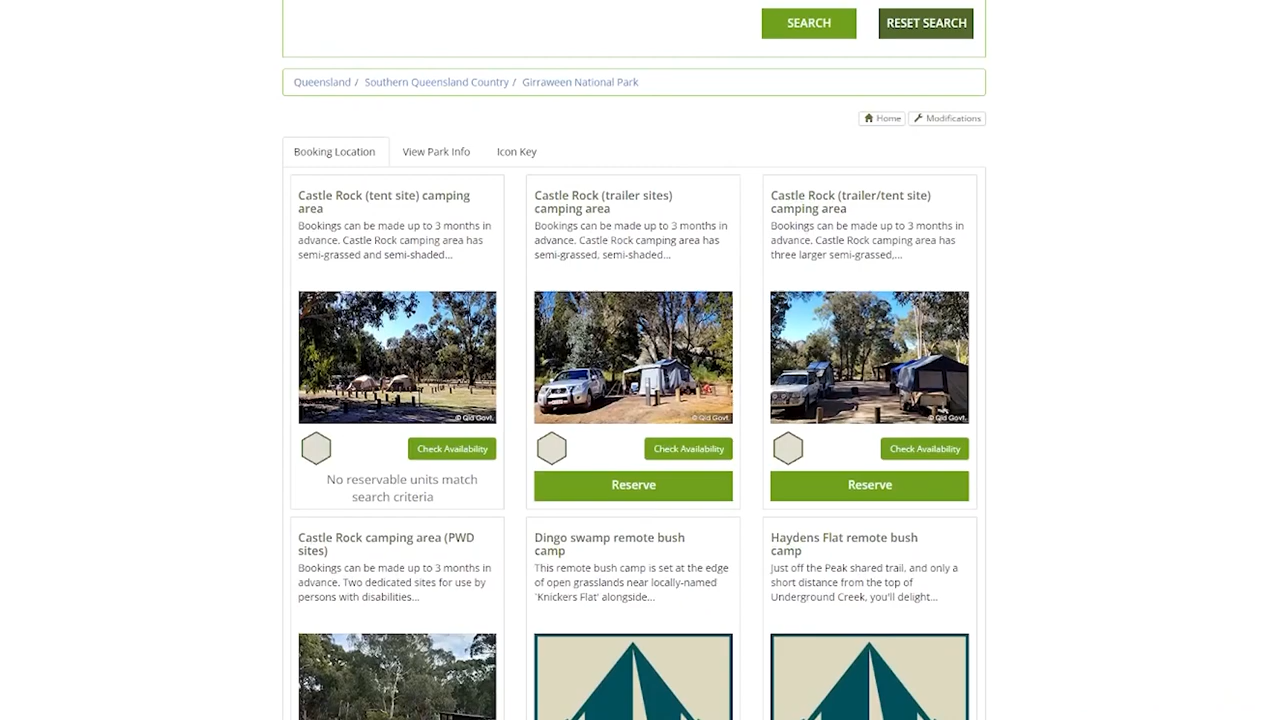 SEARCH
RESET SEARCH
Queensland / Southern Queensland Country / Girraween National Park
Home
Modifications
Booking Location
View Park Info
Icon Key
Castle Rock (tent site) camping
area
Bookings can be made up to 3 months in
advance. Castle Rock camping area has
semi-grassed and semi-shaded...
© Qld Govt.
Check Availability
No reservable units match
search criteria
Castle Rock (trailer sites)
camping area
Bookings can be made up to 3 months in
advance. Castle Rock camping area has
semi-grassed, semi-shaded...
© Qld Govt.
Check Availability
Reserve
Castle Rock (trailer/tent site)
camping area
Bookings can be made up to 3 months in
advance. Castle Rock camping area has
three larger semi-grassed,...
© Qld Govt.
Check Availability
Reserve
Castle Rock camping area (PWD
sites)
Bookings can be made up to 3 months in
advance. Two dedicated sites for use by
persons with disabilities...
Dingo swamp remote bush
camp
This remote bush camp is set at the edge
of open grasslands near locally-named
'Knickers Flat' alongside...
Haydens Flat remote bush
camp
Just off the Peak shared trail, and only a
short distance from the top of
Underground Creek, you'll delight...